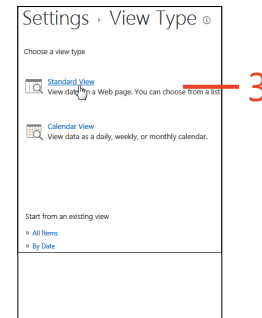 Settings › View Type
Choose a view type
Standard View
View data on a Web page. You can choose from a list
Calendar View
View data as a daily, weekly, or monthly calendar.
Start from an existing view
All Items
By Date
3